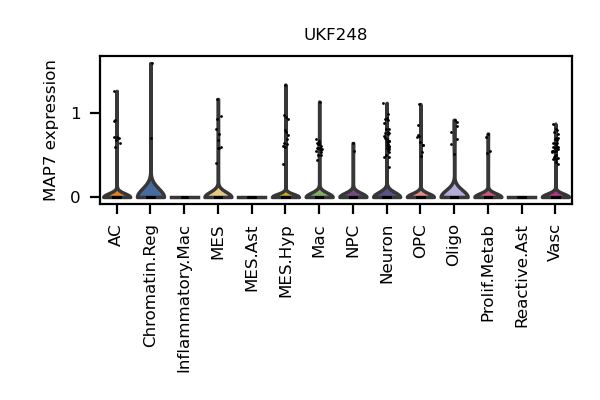 UKF248
MAP7 expression
1
0
AC
Chromatin.Reg
Inflammatory.Mac
MES
MES.Ast
MES.Hyp
Mac
NPC
Neuron
OPC
Oligo
Prolif.Metab
Reactive.Ast
Vasc